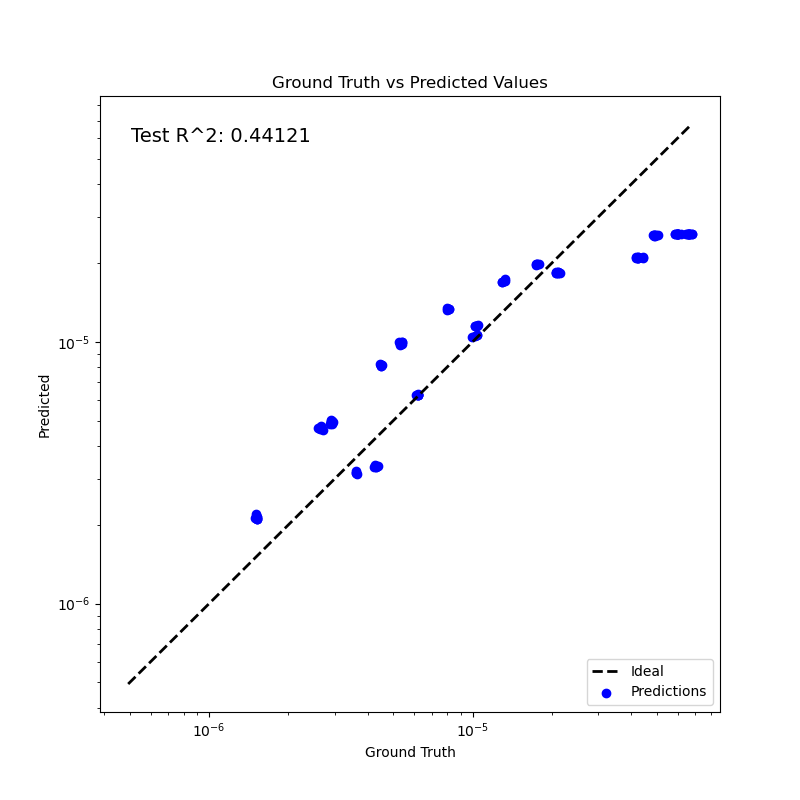 Ground Truth vs Predicted Values
Test R^2: 0.44121
10⁻⁵
10⁻⁶
Predicted
10⁻⁶
10⁻⁵
Ground Truth
Ideal
Predictions